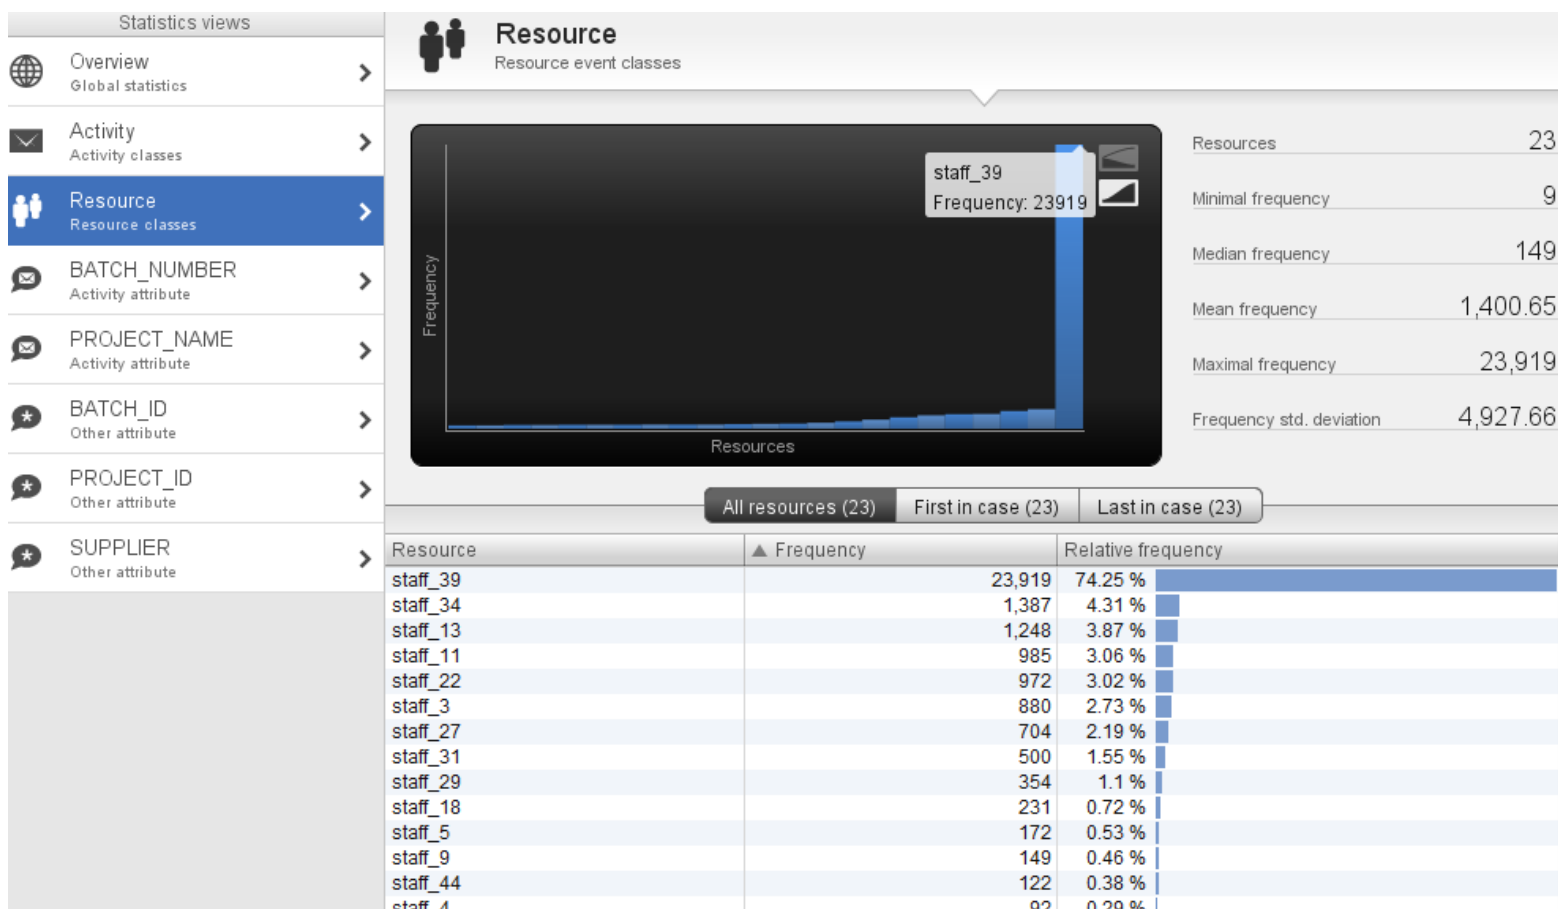 Statistics views
Overview
Global statistics
Activity
Activity classes
Resource
Resource classes
BATCH_NUMBER
Activity attribute
PROJECT_NAME
Activity attribute
BATCH_ID
Other attribute
PROJECT_ID
Other attribute
SUPPLIER
Other attribute
Resource
Resource event classes
staff_39
Frequency: 23919
Frequency
Resources
Resources 23
Minimal frequency 9
Median frequency 149
Mean frequency 1,400.65
Maximal frequency 23,919
Frequency std. deviation 4,927.66
All resources (23) First in case (23) Last in case (23)
Resource Frequency Relative frequency
staff_39 23,919 74.25 %
staff_34 1,387 4.31 %
staff_13 1,248 3.87 %
staff_11 985 3.06 %
staff_22 972 3.02 %
staff_3 880 2.73 %
staff_27 704 2.19 %
staff_31 500 1.55 %
staff_29 354 1.1 %
staff_18 231 0.72 %
staff_5 172 0.53 %
staff_9 149 0.46 %
staff_44 122 0.38 %
staff_4 92 0.29 %